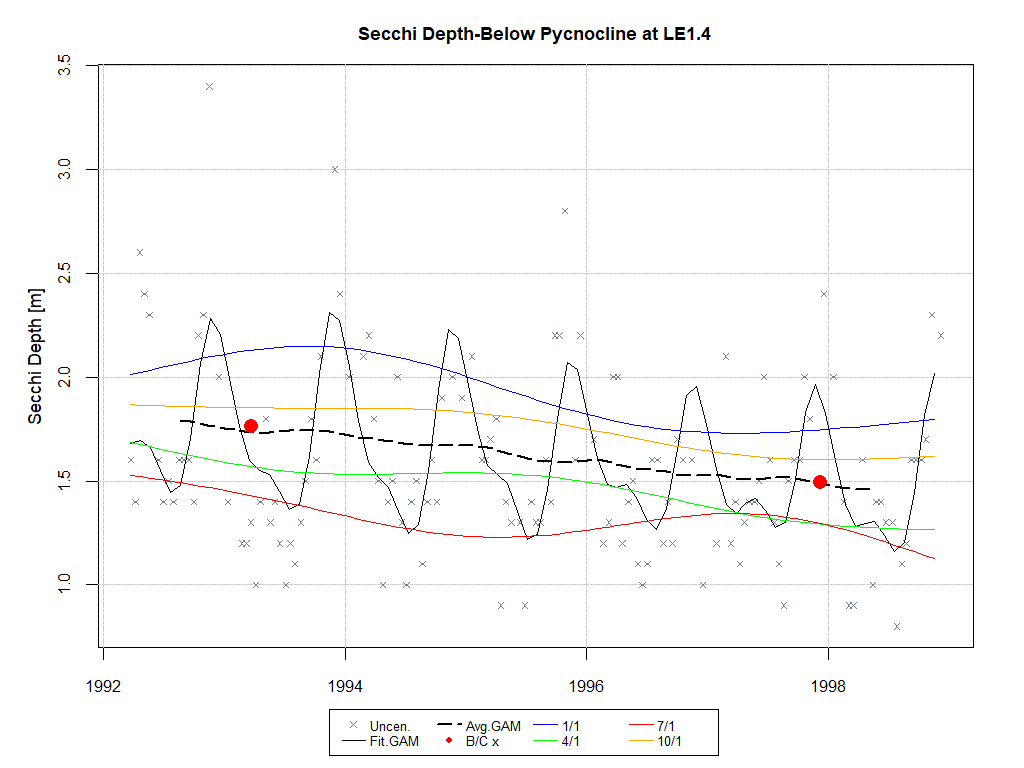 Secchi Depth-Below Pycnocline at LE1.4
Secchi Depth [m]
3.5
3.0
2.5
2.0
1.5
1.0
1992 1994 1996 1998
Uncen. Avg.GAM 1/1 7/1
Fit.GAM B/C x 4/1 10/1